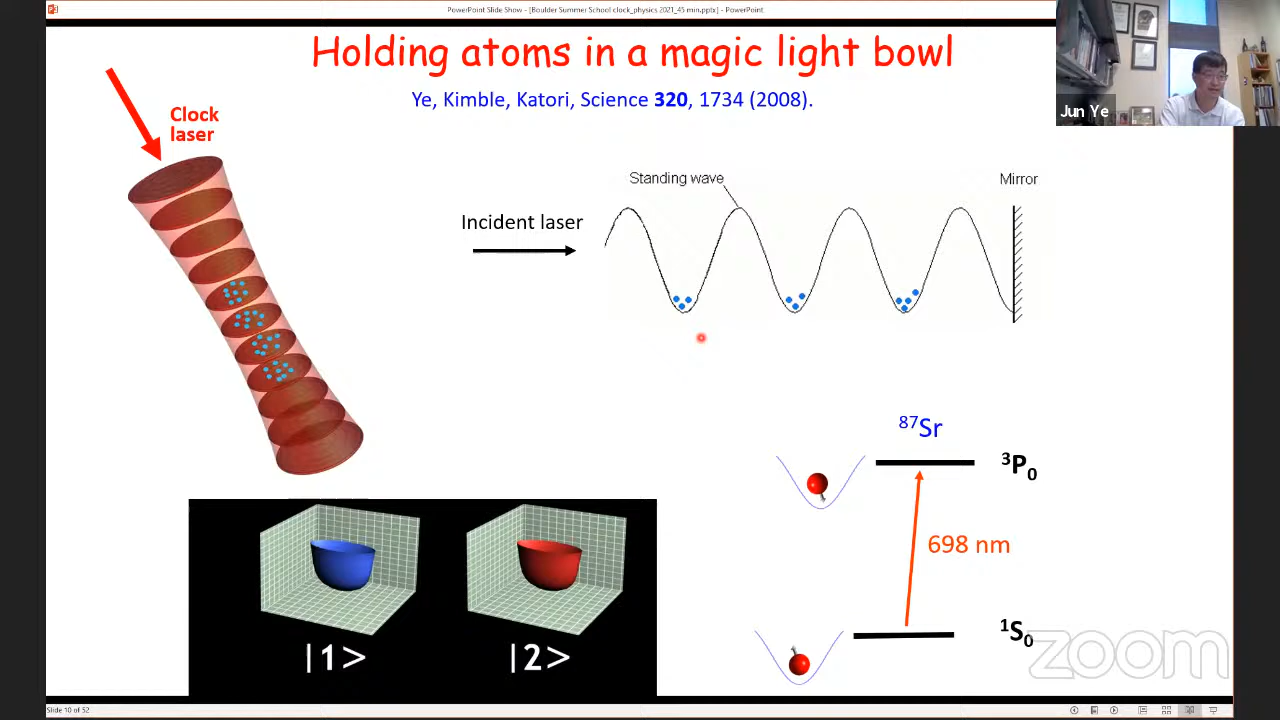 PowerPoint Slide Show - [Boulder Summer School clock_physics 2021_45 min.pptx] - PowerPoint
Holding atoms in a magic light bowl
Ye, Kimble, Katori, Science 320, 1734 (2008).
Jun Ye
Clock
laser
Standing wave
Mirror
Incident laser
⁸⁷Sr
³P₀
698 nm
¹S₀
|1>
|2>
zoom
Slide 10 of 52